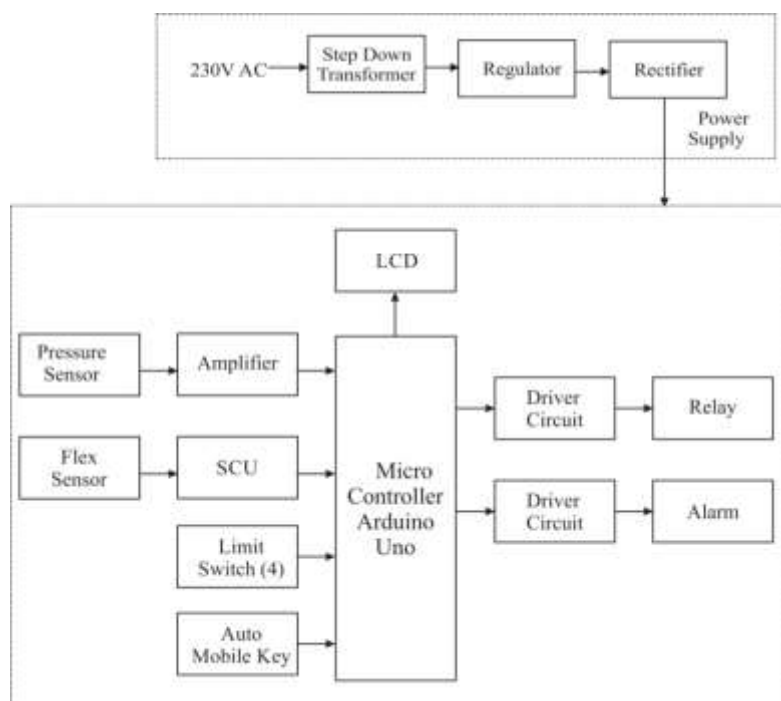 230V AC
Step Down
Transformer
Regulator
Rectifier
Power
Supply
LCD
Pressure
Sensor
Amplifier
Flex
Sensor
SCU
Limit
Switch (4)
Auto
Mobile Key
Micro
Controller
Arduino
Uno
Driver
Circuit
Relay
Driver
Circuit
Alarm